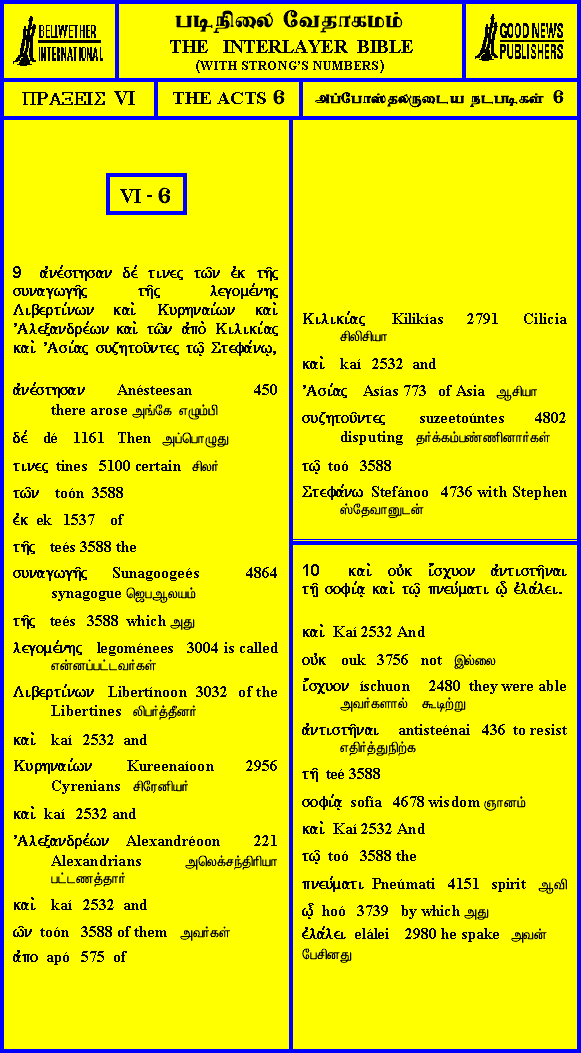 BELLWETHER
INTERNATIONAL
படிநிலை வேதாகமம்
THE INTERLAYER BIBLE
(WITH STRONG'S NUMBERS)
GOOD NEWS
PUBLISHERS
ΠΡΑΞΕΙΣ VI
THE ACTS 6
அப்போஸ்தலருடைய நடபடிகள் 6
VI - 6
9 ἀνέστησαν δέ τινες τῶν ἐκ τῆς
συναγωγῆς τῆς λεγομένης
Λιβερτίνων καὶ Κυρηναίων καὶ
Ἀλεξανδρέων καὶ τῶν ἀπὸ Κιλικίας
καὶ Ἀσίας συζητοῦντες τῷ Στεφάνῳ,
ἀνέστησαν Anésteesan 450
there arose அங்கே எழும்பி
δέ dé 1161 Then அப்பொழுது
τινες tines 5100 certain சிலர்
τῶν toón 3588
ἐκ ek 1537 of
τῆς teés 3588 the
συναγωγῆς Sunagoogeés 4864
synagogue ஜெபஆலயம்
τῆς teés 3588 which அது
λεγομένης legoménees 3004 is called
என்னப்பட்டவர்கள்
Λιβερτίνων Libertínoon 3032 of the
Libertines லிபர்த்தீனர்
καὶ kaí 2532 and
Κυρηναίων Kureenaíoon 2956
Cyrenians சிரேனியர்
καὶ kaí 2532 and
Ἀλεξανδρέων Alexandréoon 221
Alexandrians அலெக்சந்திரியா
பட்டணத்தார்
καὶ kaí 2532 and
ῶν toón 3588 of them அவர்கள்
ἀπο apó 575 of
Κιλικίας Kilikías 2791 Cilicia
சிலிசியா
καὶ kaí 2532 and
Ἀσίας Asías 773 of Asia ஆசியா
συζητοῦντες suzeetoúntes 4802
disputing தர்க்கம்பண்ணினார்கள்
τῷ toó 3588
Στεφάνω Stefánoo 4736 with Stephen
ஸ்தேவானுடன்
10 καὶ οὐκ ἴσχυον ἀντιστῆναι
τῇ σοφίᾳ καὶ τῷ πνεύματι ᾧ ἐλάλει.
καὶ Kaí 2532 And
οὐκ ouk 3756 not இல்லை
ἴσχυον íschuon 2480 they were able
அவர்களால் கூடிற்று
ἀντιστῆναι antisteénai 436 to resist
எதிர்த்துநிற்க
τῇ teé 3588
σοφίᾳ sofía 4678 wisdom ஞானம்
καὶ Kaí 2532 And
τῷ toó 3588 the
πνεύματι Pneúmati 4151 spirit ஆவி
ᾧ hoó 3739 by which அது
ἐλάλει elálei 2980 he spake அவன்
பேசினது